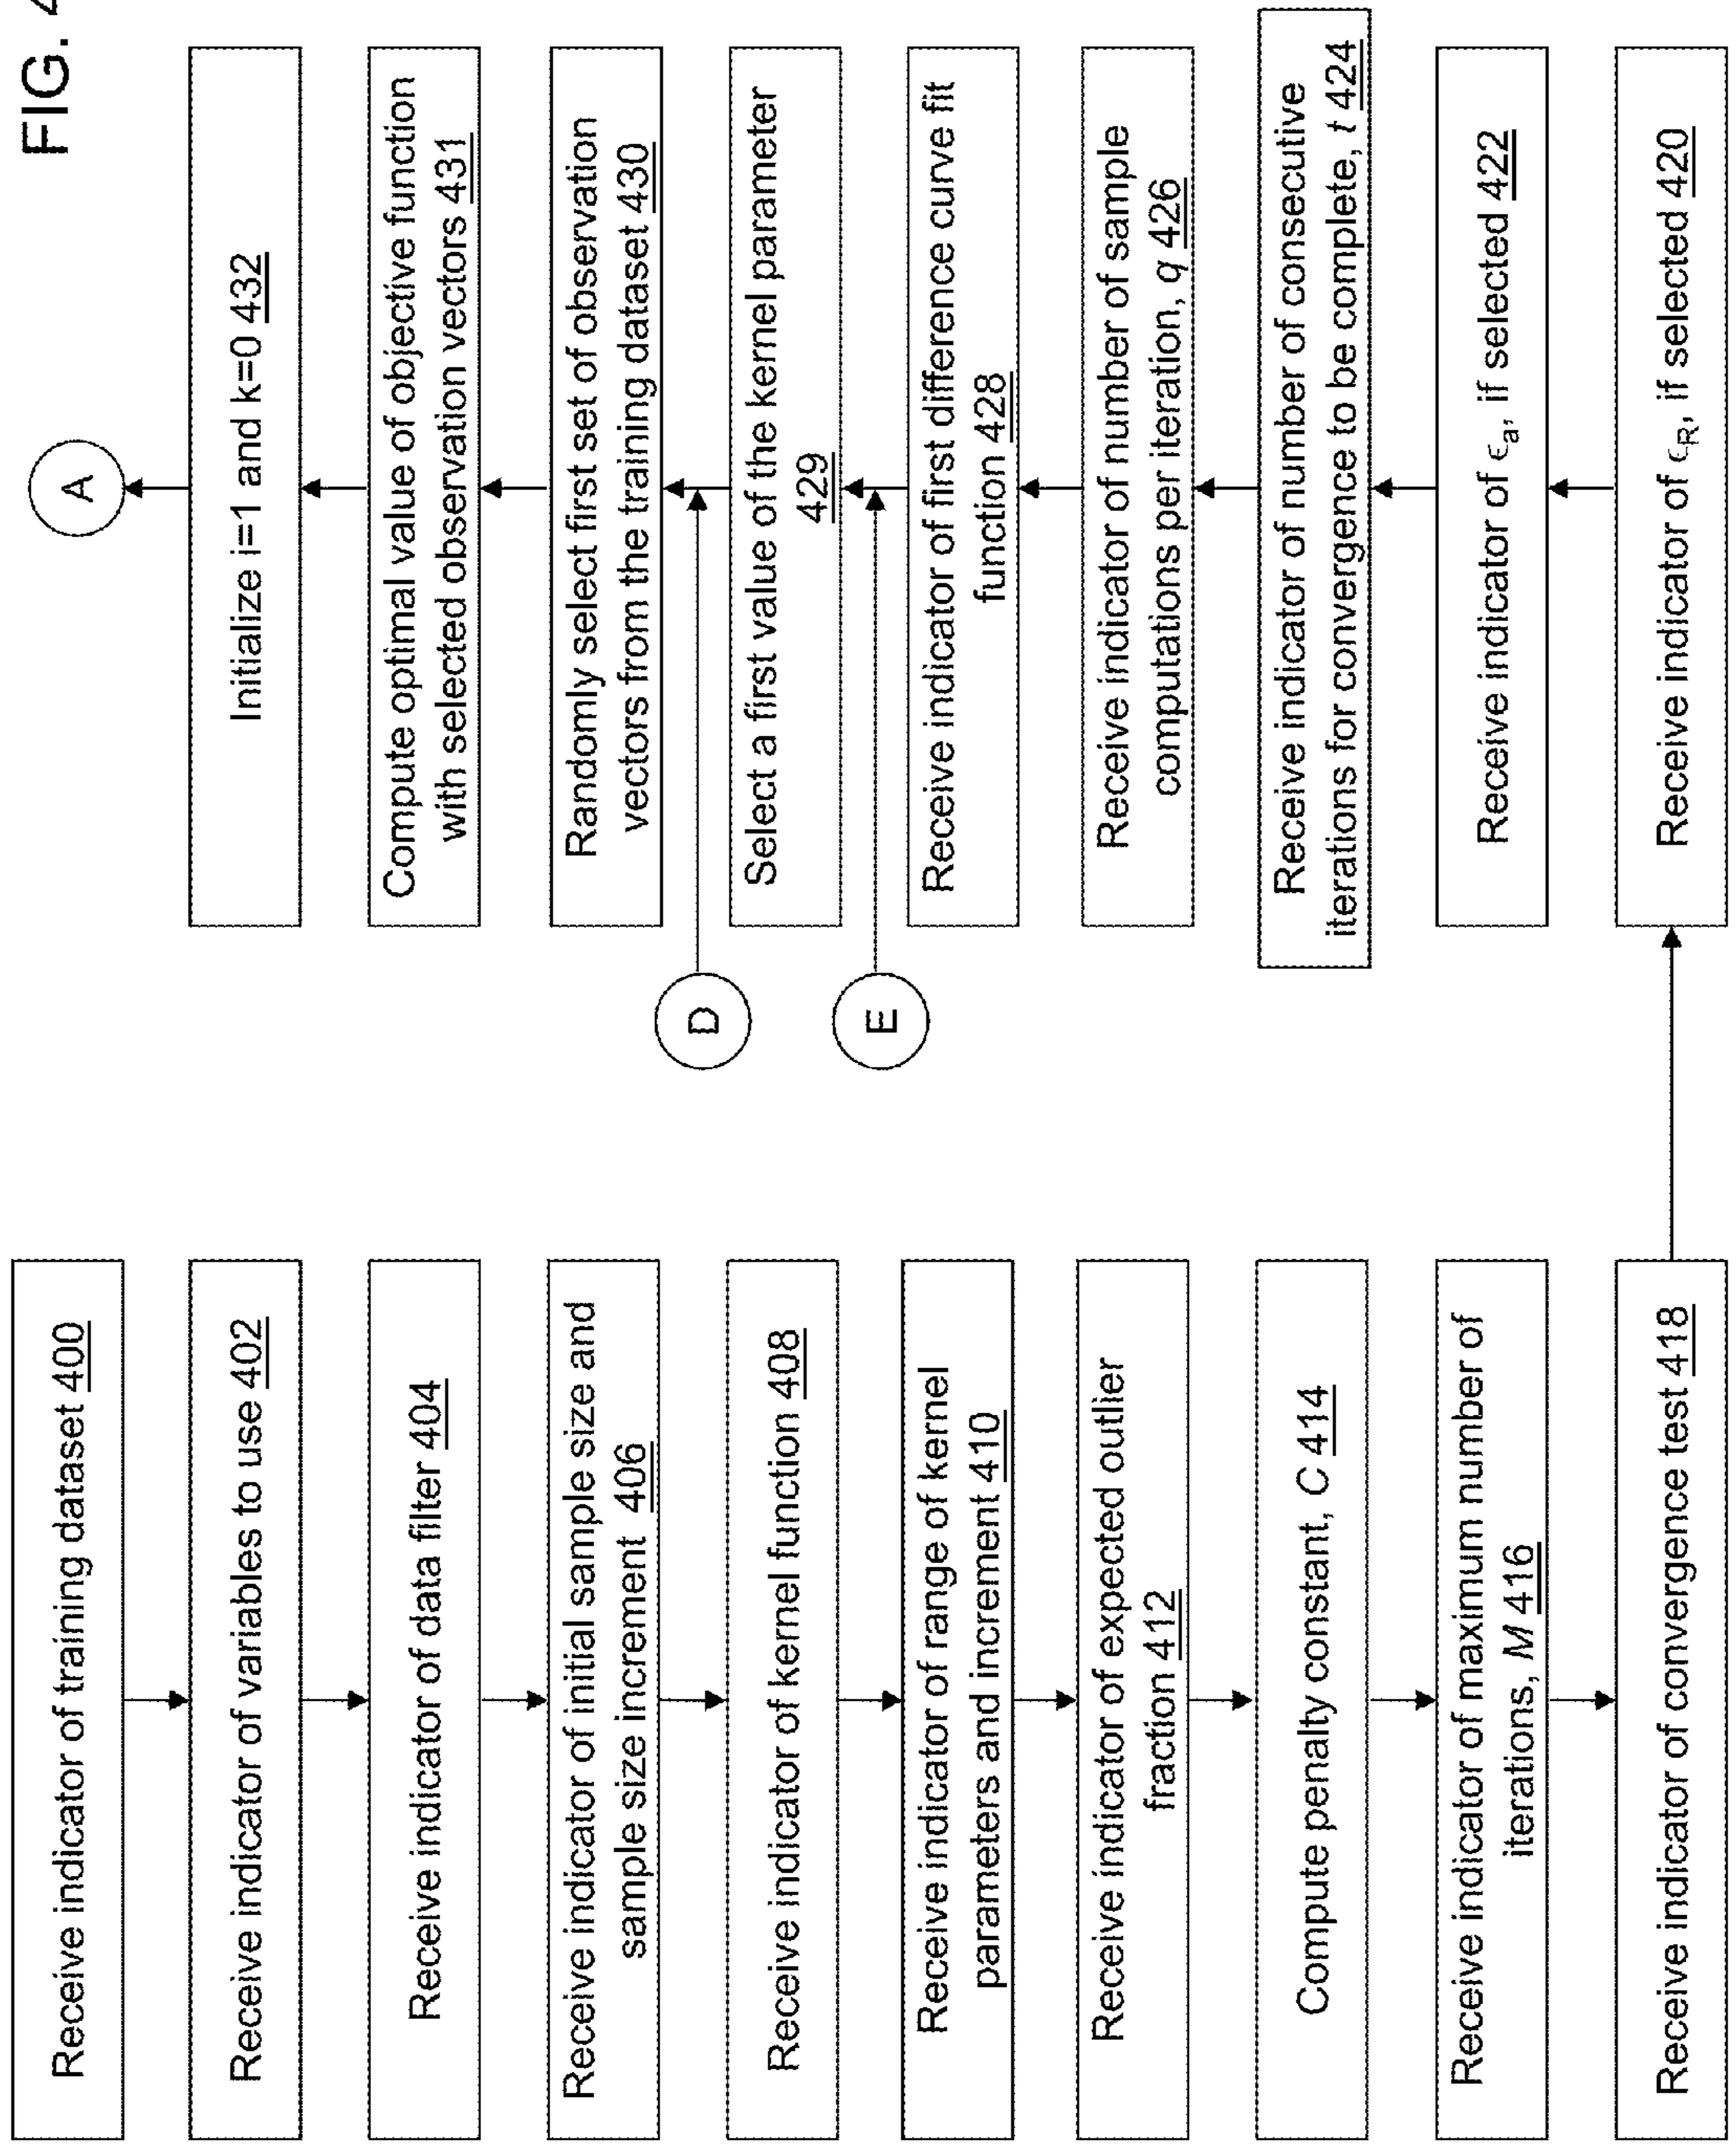 FIG. 4
Receive indicator of training dataset 400
Receive indicator of variables to use 402
Receive indicator of data filter 404
Receive indicator of initial sample size and
sample size increment 406
Receive indicator of kernel function 408
Receive indicator of range of kernel
parameters and increment 410
Receive indicator of expected outlier
fraction 412
Compute penalty constant, C 414
Receive indicator of maximum number of
iterations, M 416
Receive indicator of convergence test 418
Receive indicator of ϵR, if selected 420
Receive indicator of ϵa, if selected 422
Receive indicator of number of consecutive
iterations for convergence to be complete, t 424
Receive indicator of number of sample
computations per iteration, q 426
Receive indicator of first difference curve fit
function 428
E
Select a first value of the kernel parameter
429
D
Randomly select first set of observation
vectors from the training dataset 430
Compute optimal value of objective function
with selected observation vectors 431
Initialize i=1 and k=0 432
A